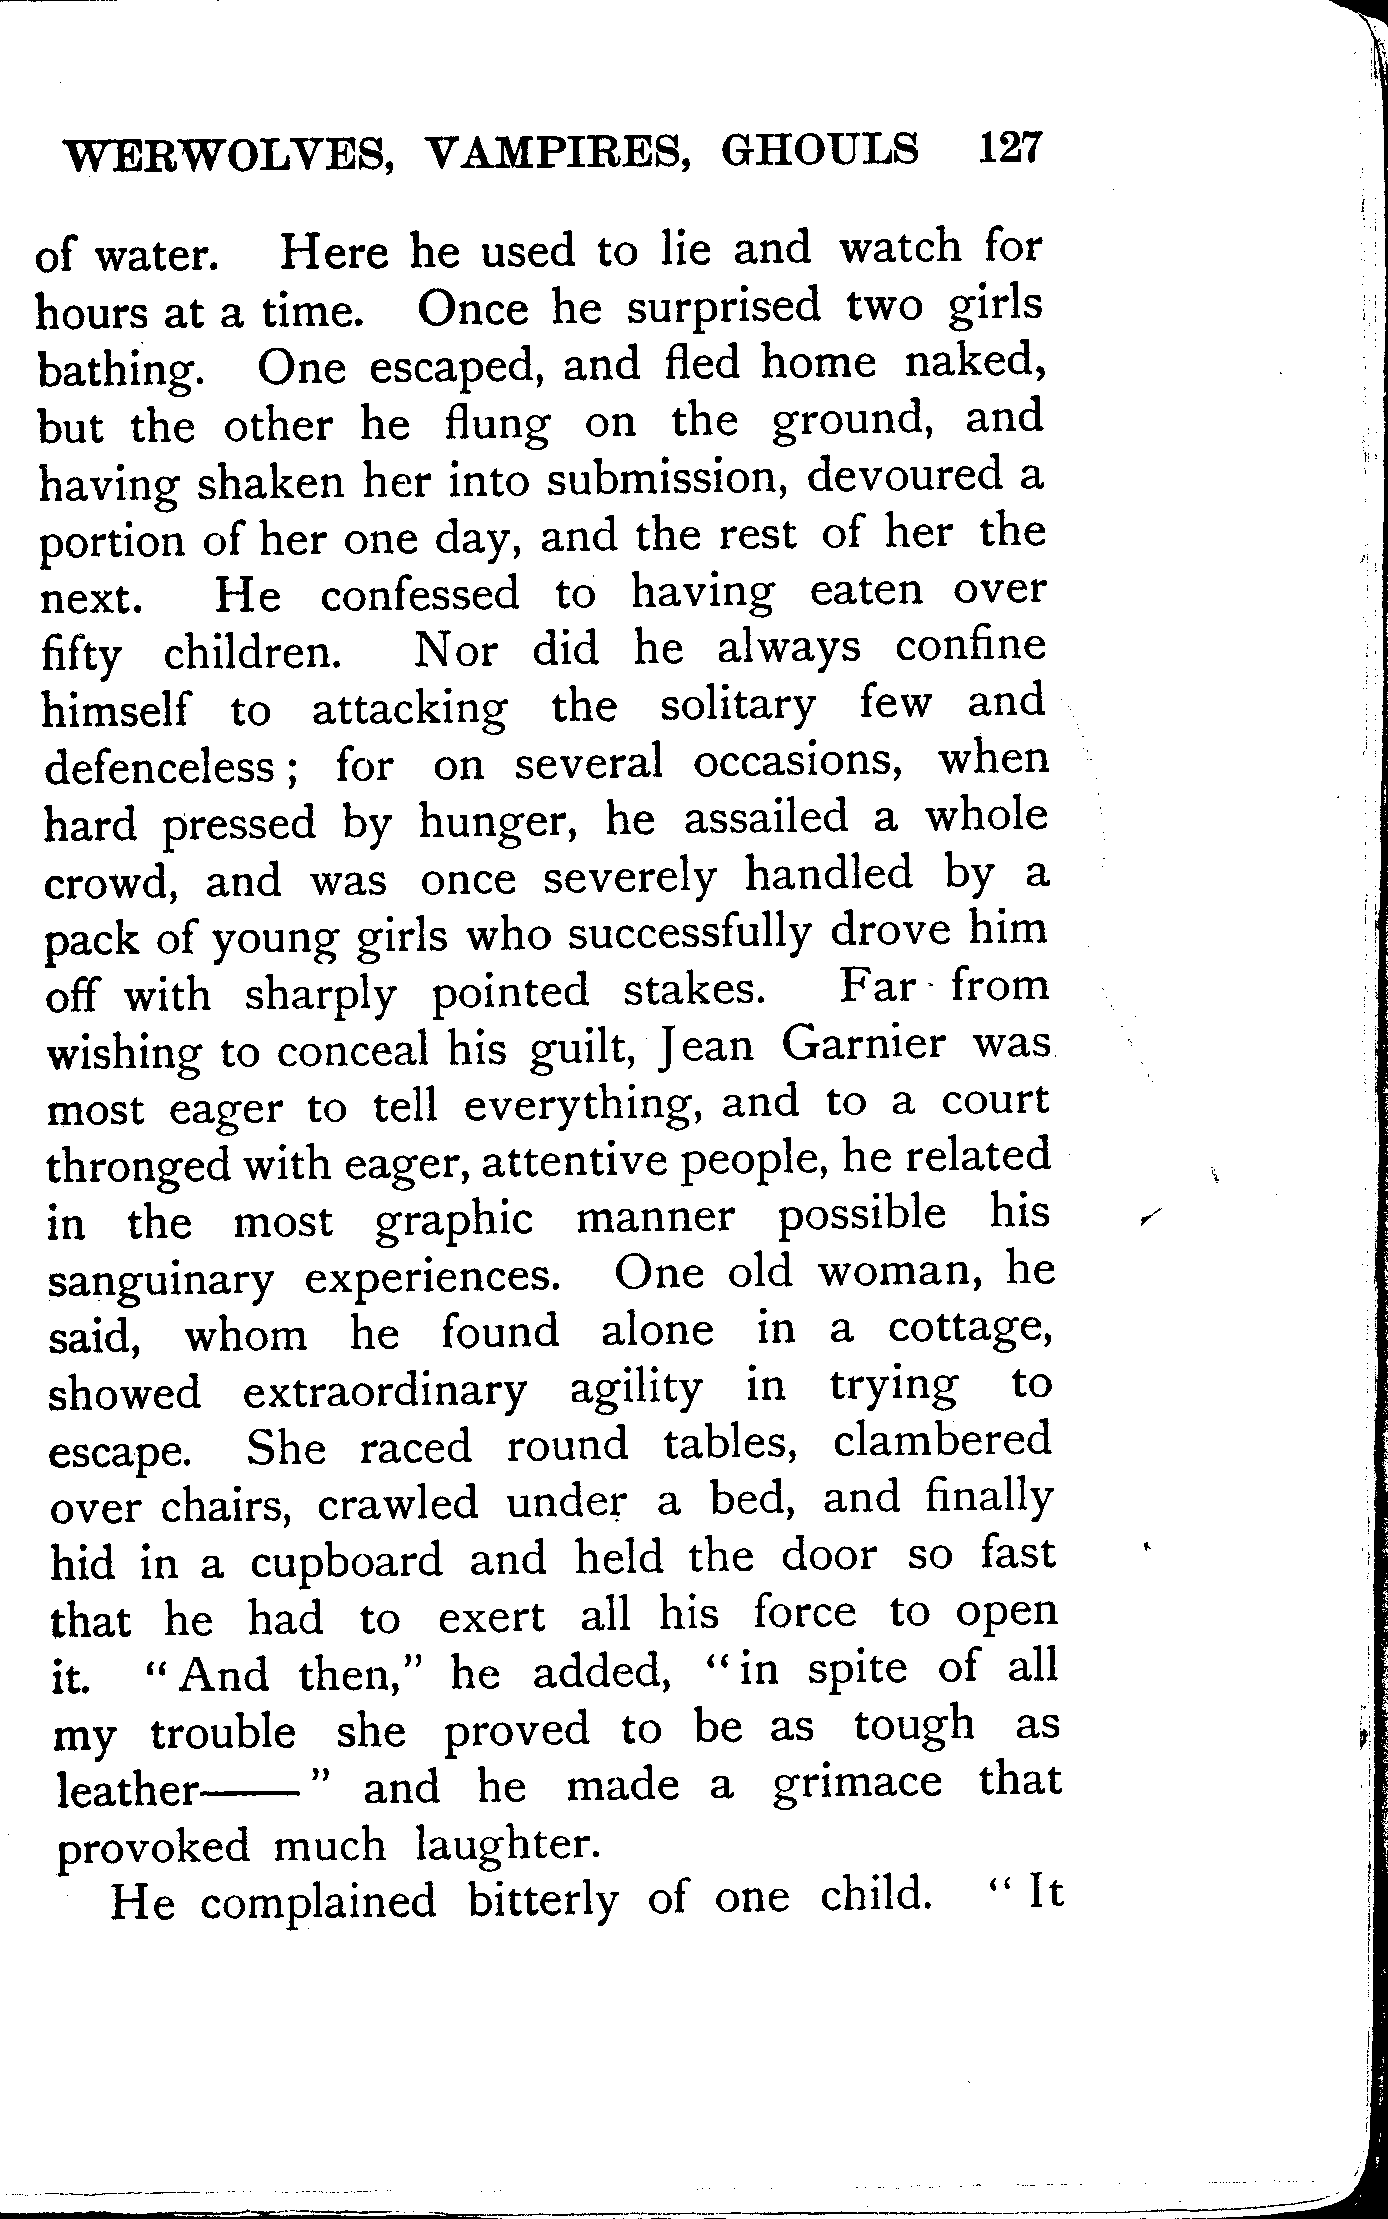 WERWOLVES, VAMPIRES, GHOULS 127
of water. Here he used to lie and watch for
hours at a time. Once he surprised two girls
bathing. One escaped, and fled home naked,
but the other he flung on the ground, and
having shaken her into submission, devoured a
portion of her one day, and the rest of her the
next. He confessed to having eaten over
fifty children. Nor did he always confine
himself to attacking the solitary few and
defenceless ; for on several occasions, when
hard pressed by hunger, he assailed a whole
crowd, and was once severely handled by a
pack of young girls who successfully drove him
off with sharply pointed stakes. Far from
wishing to conceal his guilt, Jean Garnier was
most eager to tell everything, and to a court
thronged with eager, attentive people, he related
in the most graphic manner possible his
sanguinary experiences. One old woman, he
said, whom he found alone in a cottage,
showed extraordinary agility in trying to
escape. She raced round tables, clambered
over chairs, crawled under a bed, and finally
hid in a cupboard and held the door so fast
that he had to exert all his force to open
it. “And then,” he added, “in spite of all
my trouble she proved to be as tough as
leather——” and he made a grimace that
provoked much laughter.
He complained bitterly of one child. “It